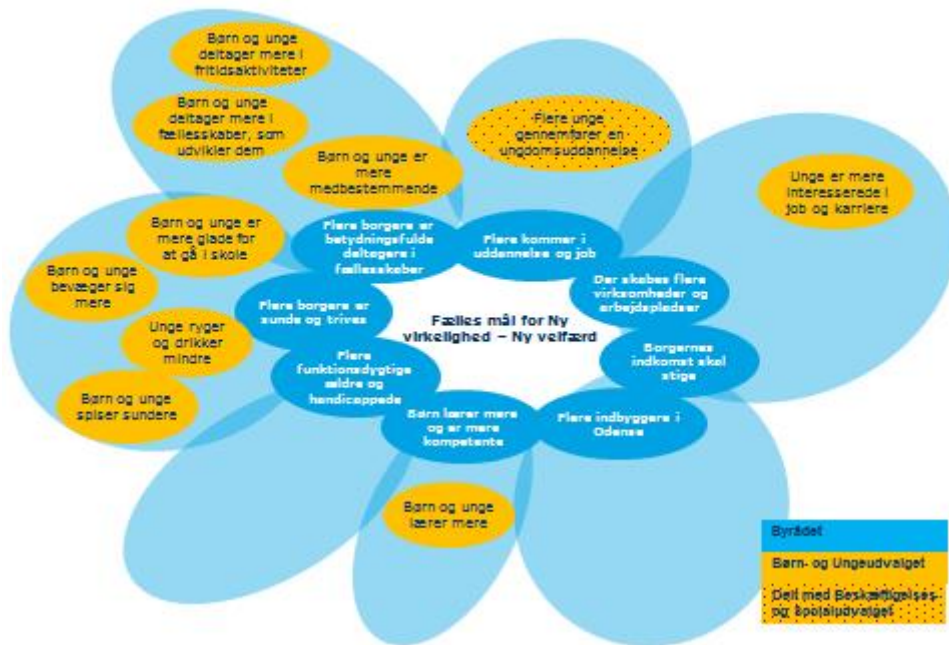 Børn og unge
deltager mere i
fritidsaktiviteter
Børn og unge
deltager mere i
fællesskaber, som
udvikler dem
Børn og unge er
mere
medbestemmende
Flere unge
gennemfører en
ungdomsuddannelse
Unge er mere
interesserede i
job og karriere
Børn og unge er
mere glade for
at gå i skole
Børn og unge
bevæger sig
mere
Unge ryger
og drikker
mindre
Børn og unge
spiser sundere
Flere borgere er
betydningsfulde
deltagere i
fællesskaber
Flere kommer i
uddannelse og job
Der skabes flere
virksomheder og
arbejdspladser
Flere borgere er
sunde og trives
Fælles mål for Ny
virkelighed – Ny velfærd
Borgernes
indkomst skal
stige
Flere
funktionsdygtige
ældre og
handicappede
Børn lærer mere
og er mere
kompetente
Flere indbyggere i
Odense
Børn og unge
lærer mere
Byrådet
Børn- og Ungeudvalget
Delt med Beskæftigelses-
og Socialudvalget